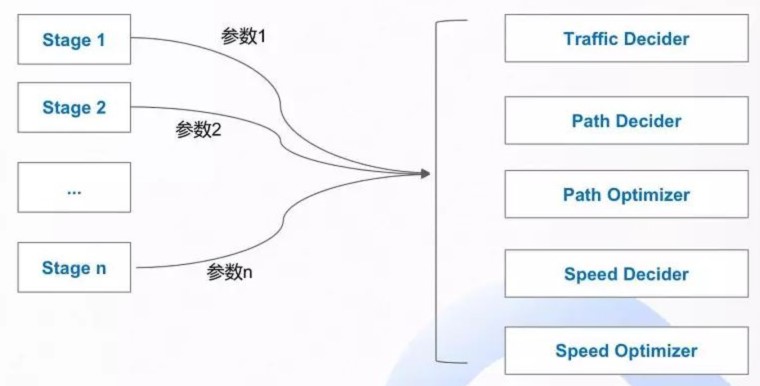 Stage 1
参数1
Stage 2
参数2
...
Stage n
参数n
Traffic Decider
Path Decider
Path Optimizer
Speed Decider
Speed Optimizer